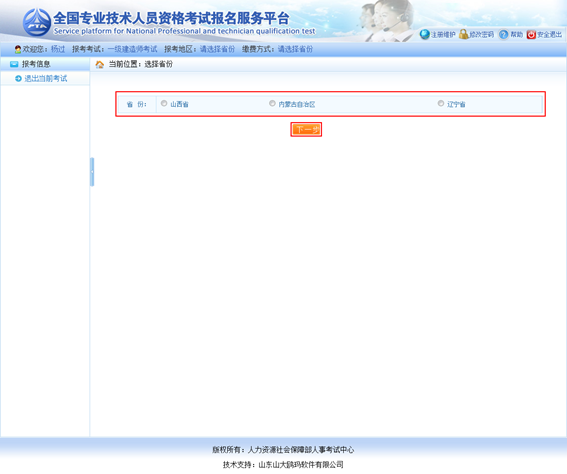 全国专业技术人员资格考试报名服务平台
Service platform for National Professional and technician qualification test
注册维护 修改密码 帮助 安全退出
欢迎您：杨过 报考考试：一级建造师考试 报考地区：请选择省份 缴费方式：请选择省份
报考信息
当前位置：选择省份
退出当前考试
省 份： 山西省 内蒙古自治区 辽宁省
下一步
版权所有：人力资源社会保障部人事考试中心
技术支持：山东山大鸥玛软件有限公司